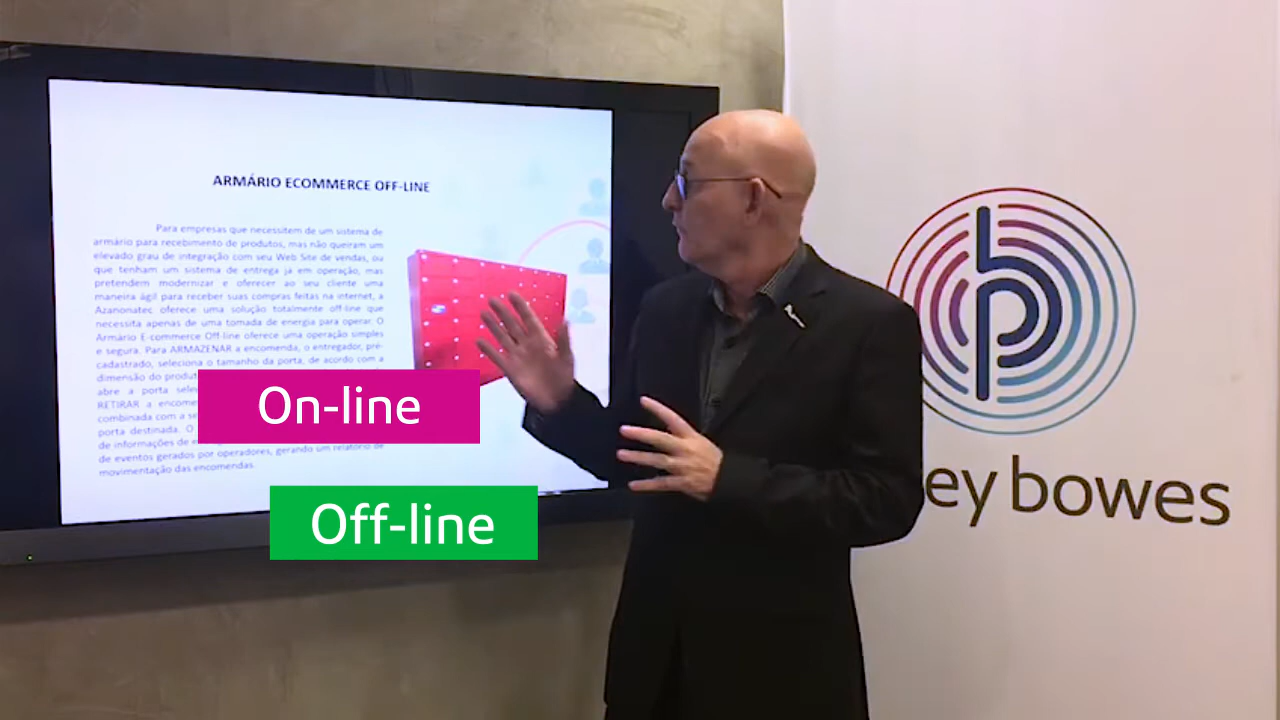 ARMÁRIO ECOMMERCE OFF-LINE
Para empresas que necessitem de um sistema de
armário para recebimento de produtos, mas não queiram um
elevado grau de integração com seu Web Site de vendas, ou
que tenham um sistema de entrega ja em operação, mas
pretendem modernizar e oferecer ao seu cliente uma
maneira ágil para receber suas compras feitas na internet, a
Azanonatec oferece uma solução totalmente off-line que
necessita apenas de uma tomada de energia para operar. O
Armário E-commerce Off-line oferece uma operação simples
e segura. Para ARMAZENAR a encomenda, o entregador, pré-
cadastrado, seleciona o tamanho da porta, de acordo com a
dimensão do
abre a porta
RETIRAR a
combinada com a
porta destinada. O
de informações de
de eventos gerados por operadores, gerando um relatório de
movimentação das encomendas.
On-line
Off-line
ey bowes